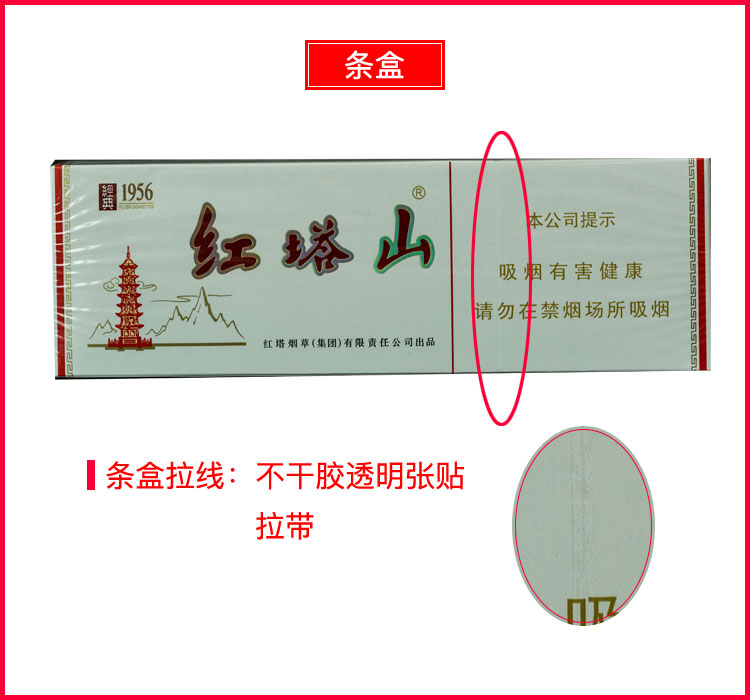 条盒
經典 1956
红塔山®
红塔烟草(集团)有限责任公司出品
本公司提示
吸烟有害健康
请勿在禁烟场所吸烟
条盒拉线：不干胶透明张贴
拉带